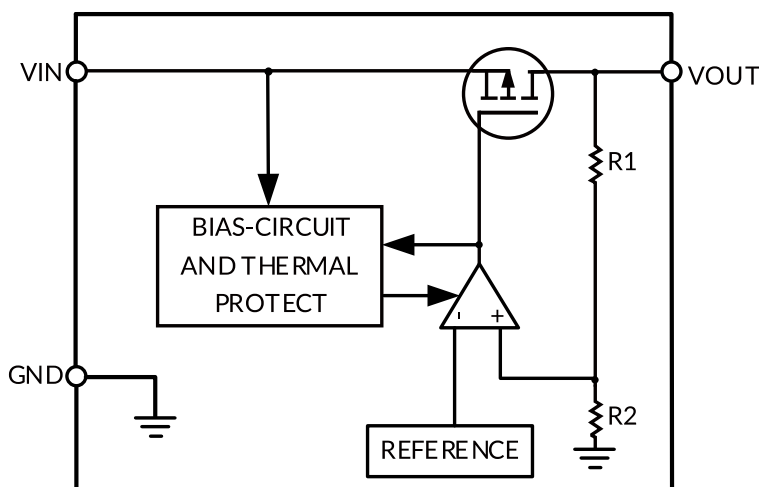 VIN
VOUT
R1
BIAS-CIRCUIT
AND THERMAL
PROTECT
- +
GND
R2
REFERENCE